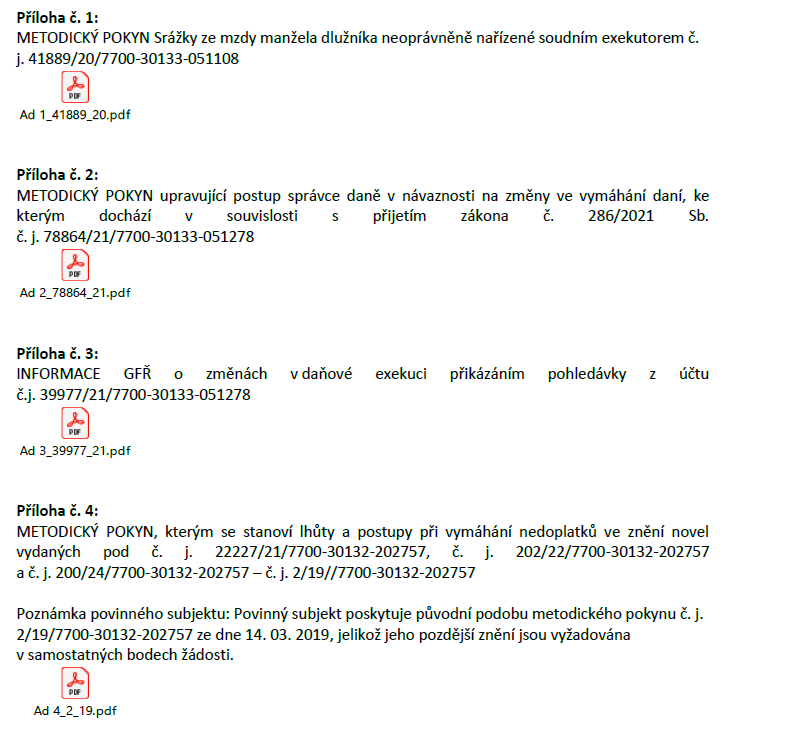 Příloha č. 1:
METODICKÝ POKYN Srážky ze mzdy manžela dlužníka neoprávněně nařízené soudním exekutorem č.
j. 41889/20/7700-30133-051108
PDF
Ad 1_41889_20.pdf
Příloha č. 2:
METODICKÝ POKYN upravující postup správce daně v návaznosti na změny ve vymáhání daní, ke
kterým dochází v souvislosti s přijetím zákona č. 286/2021 Sb.
č. j. 78864/21/7700-30133-051278
PDF
Ad 2_78864_21.pdf
Příloha č. 3:
INFORMACE GFŘ o změnách v daňové exekuci přikázáním pohledávky z účtu
č.j. 39977/21/7700-30133-051278
PDF
Ad 3_39977_21.pdf
Příloha č. 4:
METODICKÝ POKYN, kterým se stanoví lhůty a postupy při vymáhání nedoplatků ve znění novel
vydaných pod č. j. 22227/21/7700-30132-202757, č. j. 202/22/7700-30132-202757
a č. j. 200/24/7700-30132-202757 – č. j. 2/19//7700-30132-202757
Poznámka povinného subjektu: Povinný subjekt poskytuje původní podobu metodického pokynu č. j.
2/19/7700-30132-202757 ze dne 14. 03. 2019, jelikož jeho pozdější znění jsou vyžadována
v samostatných bodech žádosti.
PDF
Ad 4_2_19.pdf